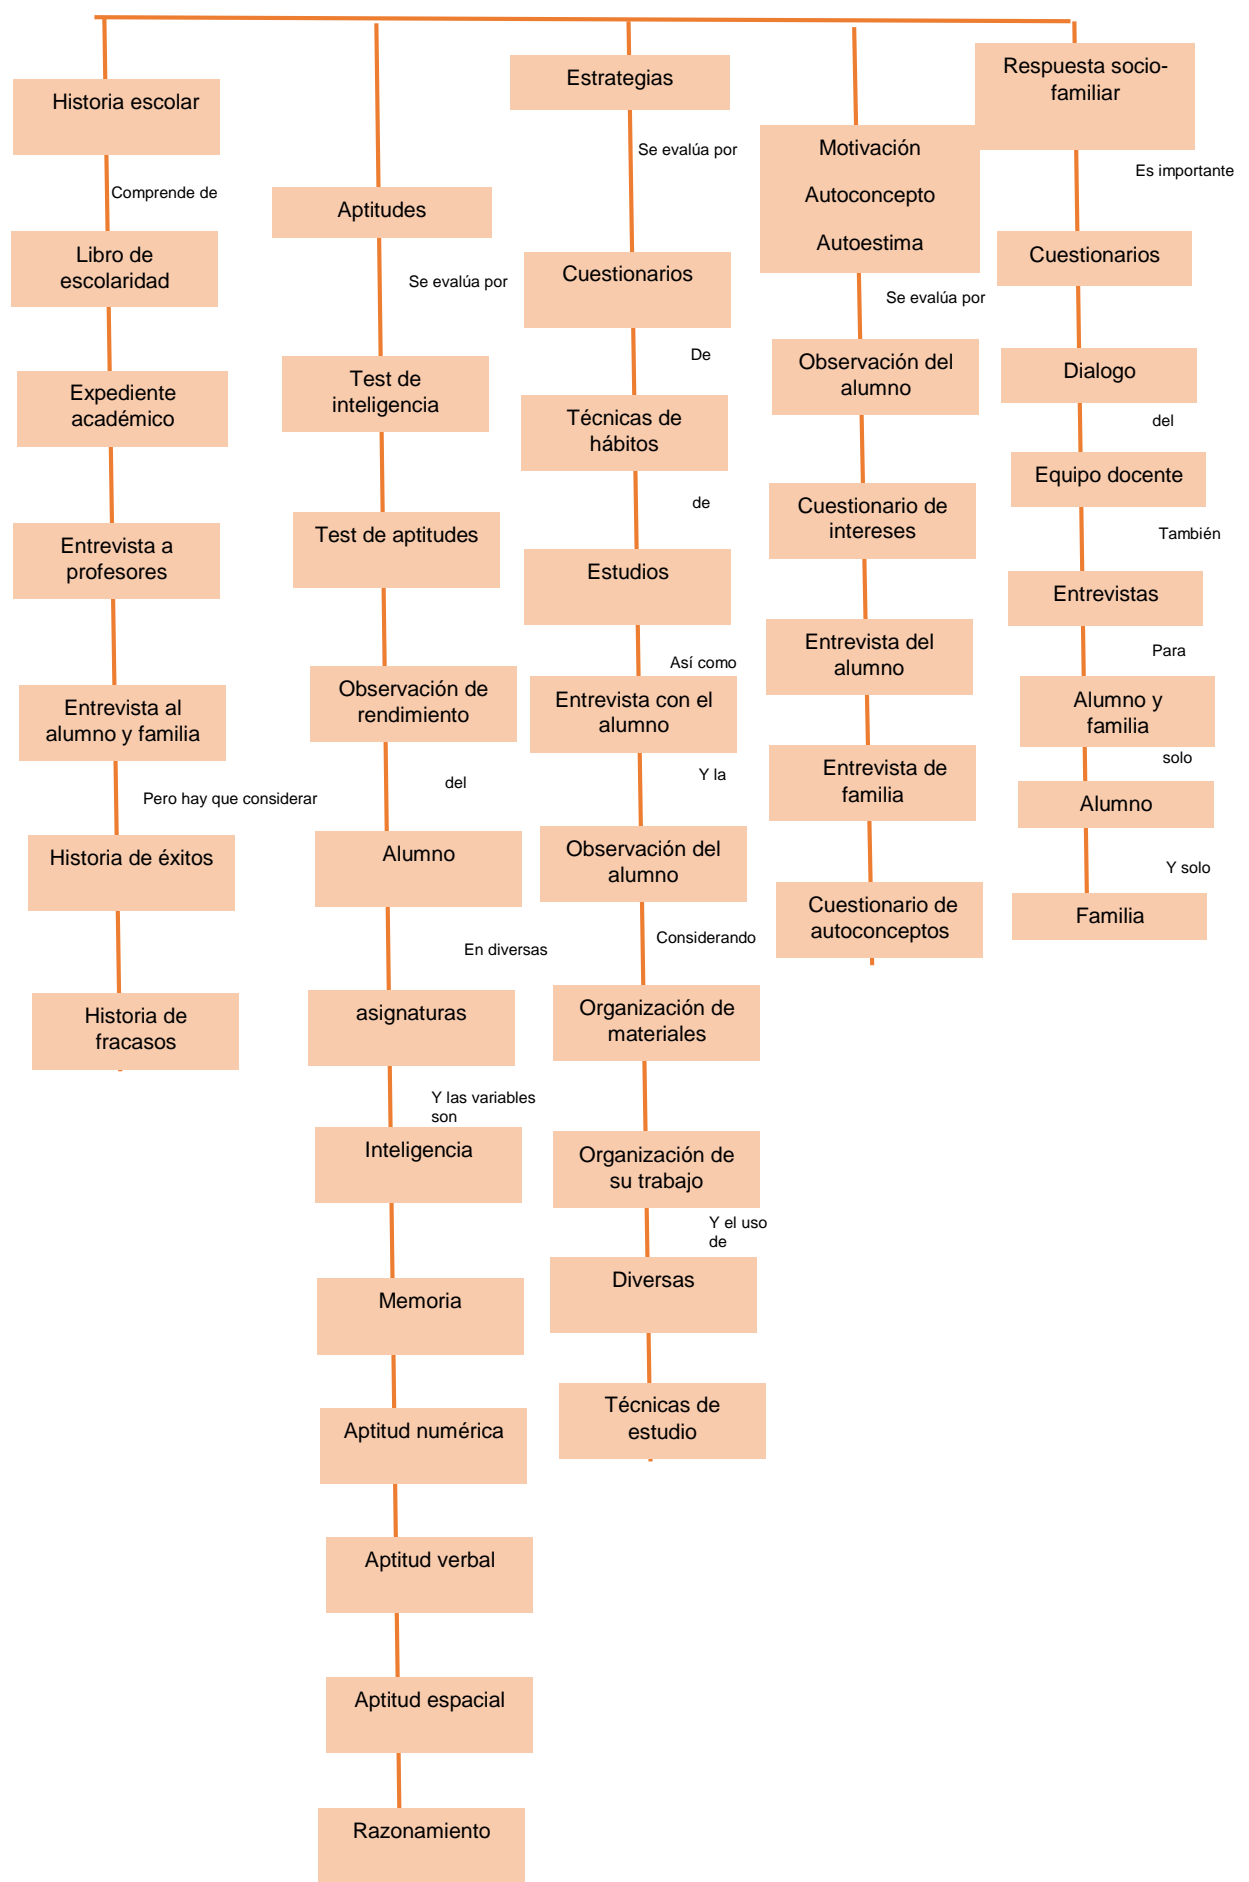 Historia escolar
Comprende de
Libro de
escolaridad
Expediente
académico
Entrevista a
profesores
Entrevista al
alumno y familia
Pero hay que considerar
Historia de éxitos
Historia de
fracasos
Aptitudes
Se evalúa por
Test de
inteligencia
Test de aptitudes
Observación de
rendimiento
del
Alumno
En diversas
asignaturas
Y las variables
son
Inteligencia
Memoria
Aptitud numérica
Aptitud verbal
Aptitud espacial
Razonamiento
Estrategias
Se evalúa por
Cuestionarios
De
Técnicas de
hábitos
de
Estudios
Así como
Entrevista con el
alumno
Y la
Observación del
alumno
Considerando
Organización de
materiales
Organización de
su trabajo
Y el uso
de
Diversas
Técnicas de
estudio
Motivación
Autoconcepto
Autoestima
Se evalúa por
Observación del
alumno
Cuestionario de
intereses
Entrevista del
alumno
Entrevista de
familia
Cuestionario de
autoconceptos
Respuesta socio-
familiar
Es importante
Cuestionarios
Dialogo
del
Equipo docente
También
Entrevistas
Para
Alumno y
familia
solo
Alumno
Y solo
Familia